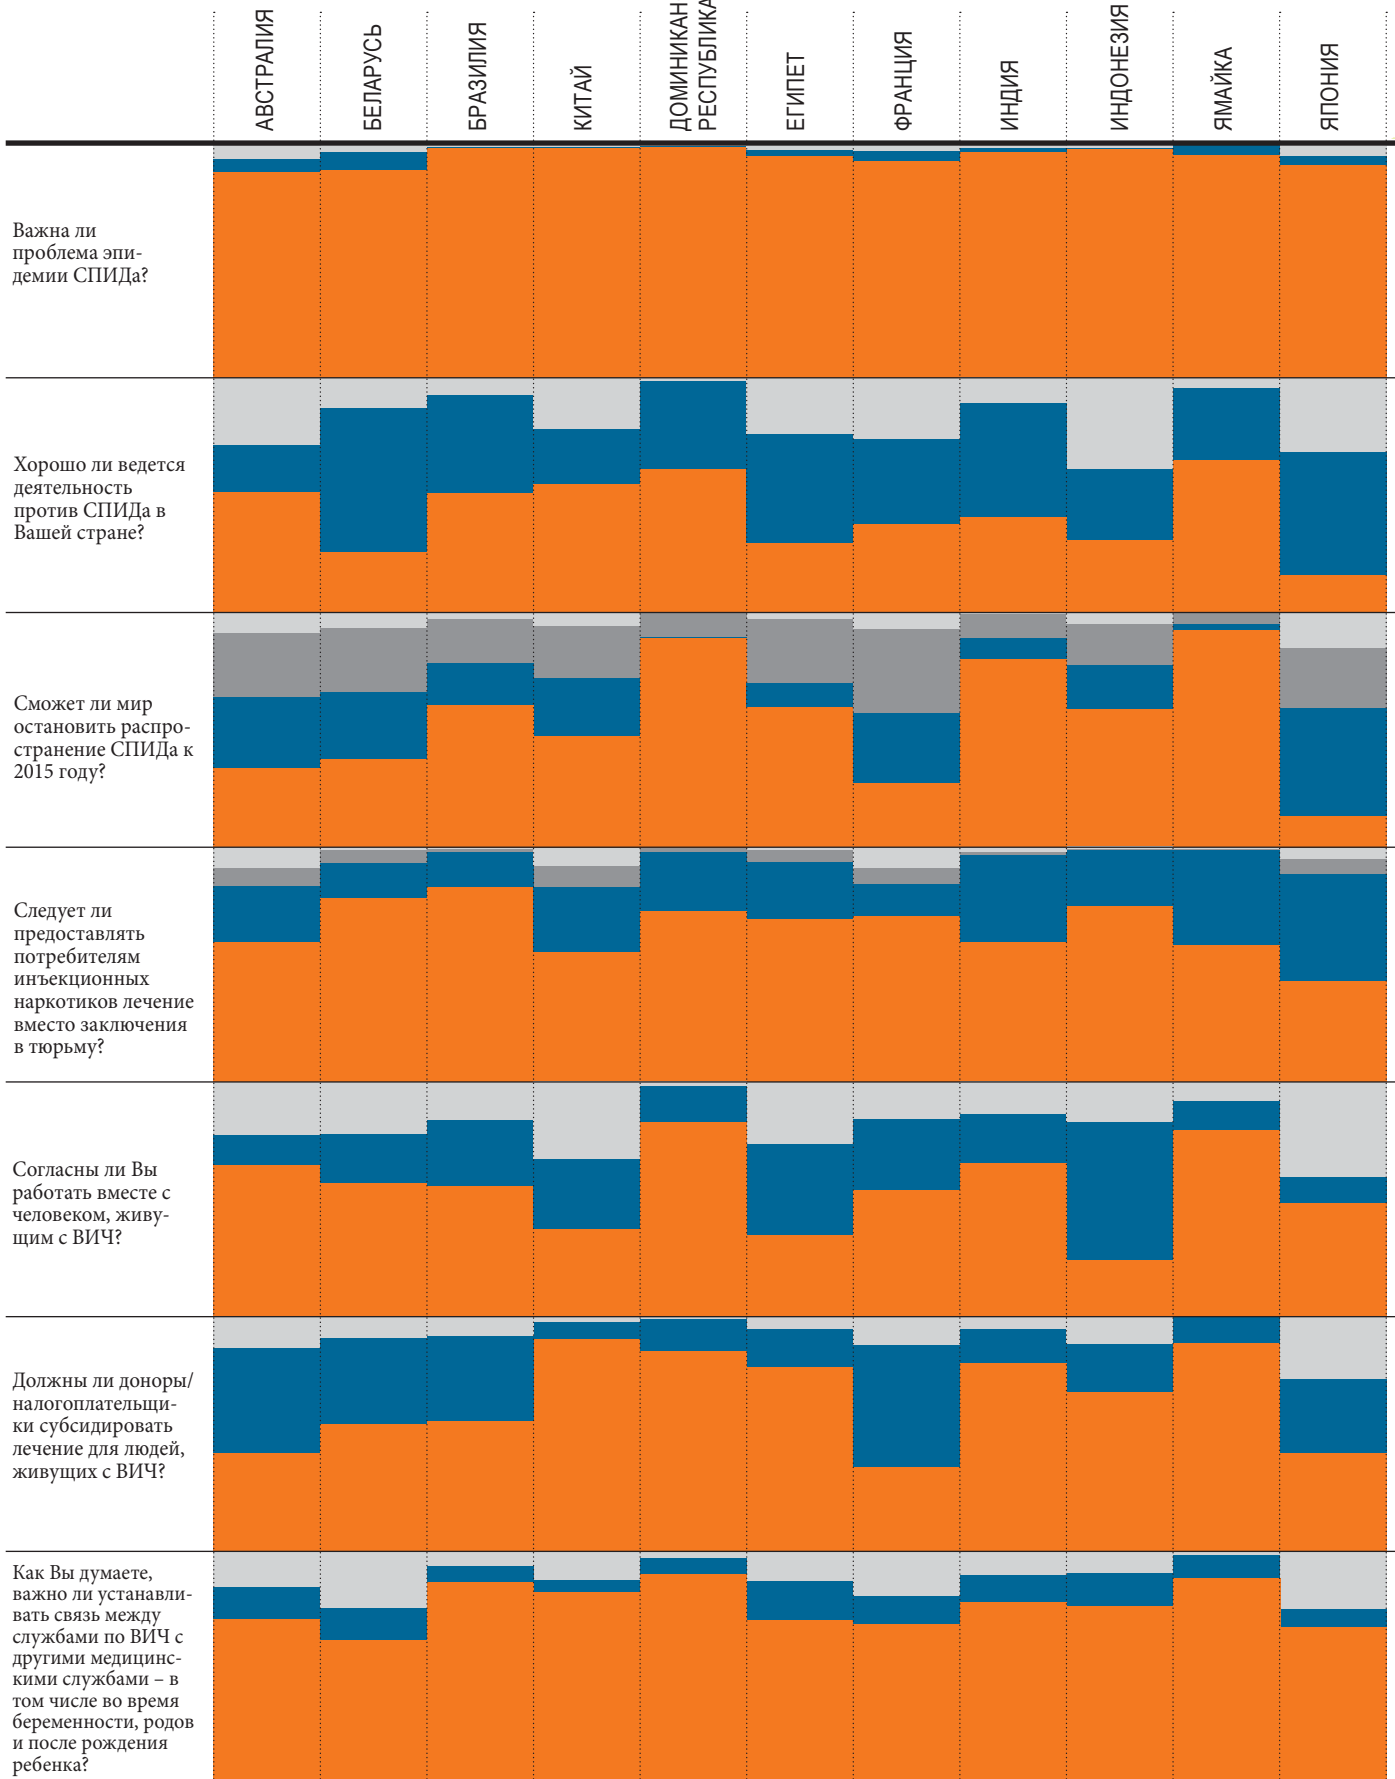 АВСТРАЛИЯ
БЕЛАРУСЬ
БРАЗИЛИЯ
КИТАЙ
ДОМИНИКАН
РЕСПУБЛИКА
ЕГИПЕТ
ФРАНЦИЯ
ИНДИЯ
ИНДОНЕЗИЯ
ЯМАЙКА
ЯПОНИЯ
Важна ли
проблема эпи-
демии СПИДа?
Хорошо ли ведется
деятельность
против СПИДа в
Вашей стране?
Сможет ли мир
остановить распро-
странение СПИДа к
2015 году?
Следует ли
предоставлять
потребителям
инъекционных
наркотиков лечение
вместо заключения
в тюрьму?
Согласны ли Вы
работать вместе с
человеком, живу-
щим с ВИЧ?
Должны ли доноры/
налогоплательщи-
ки субсидировать
лечение для людей,
живущих с ВИЧ?
Как Вы думаете,
важно ли устанавли-
вать связь между
службами по ВИЧ с
другими медицинс-
кими службами – в
том числе во время
беременности, родов
и после рождения
ребенка?